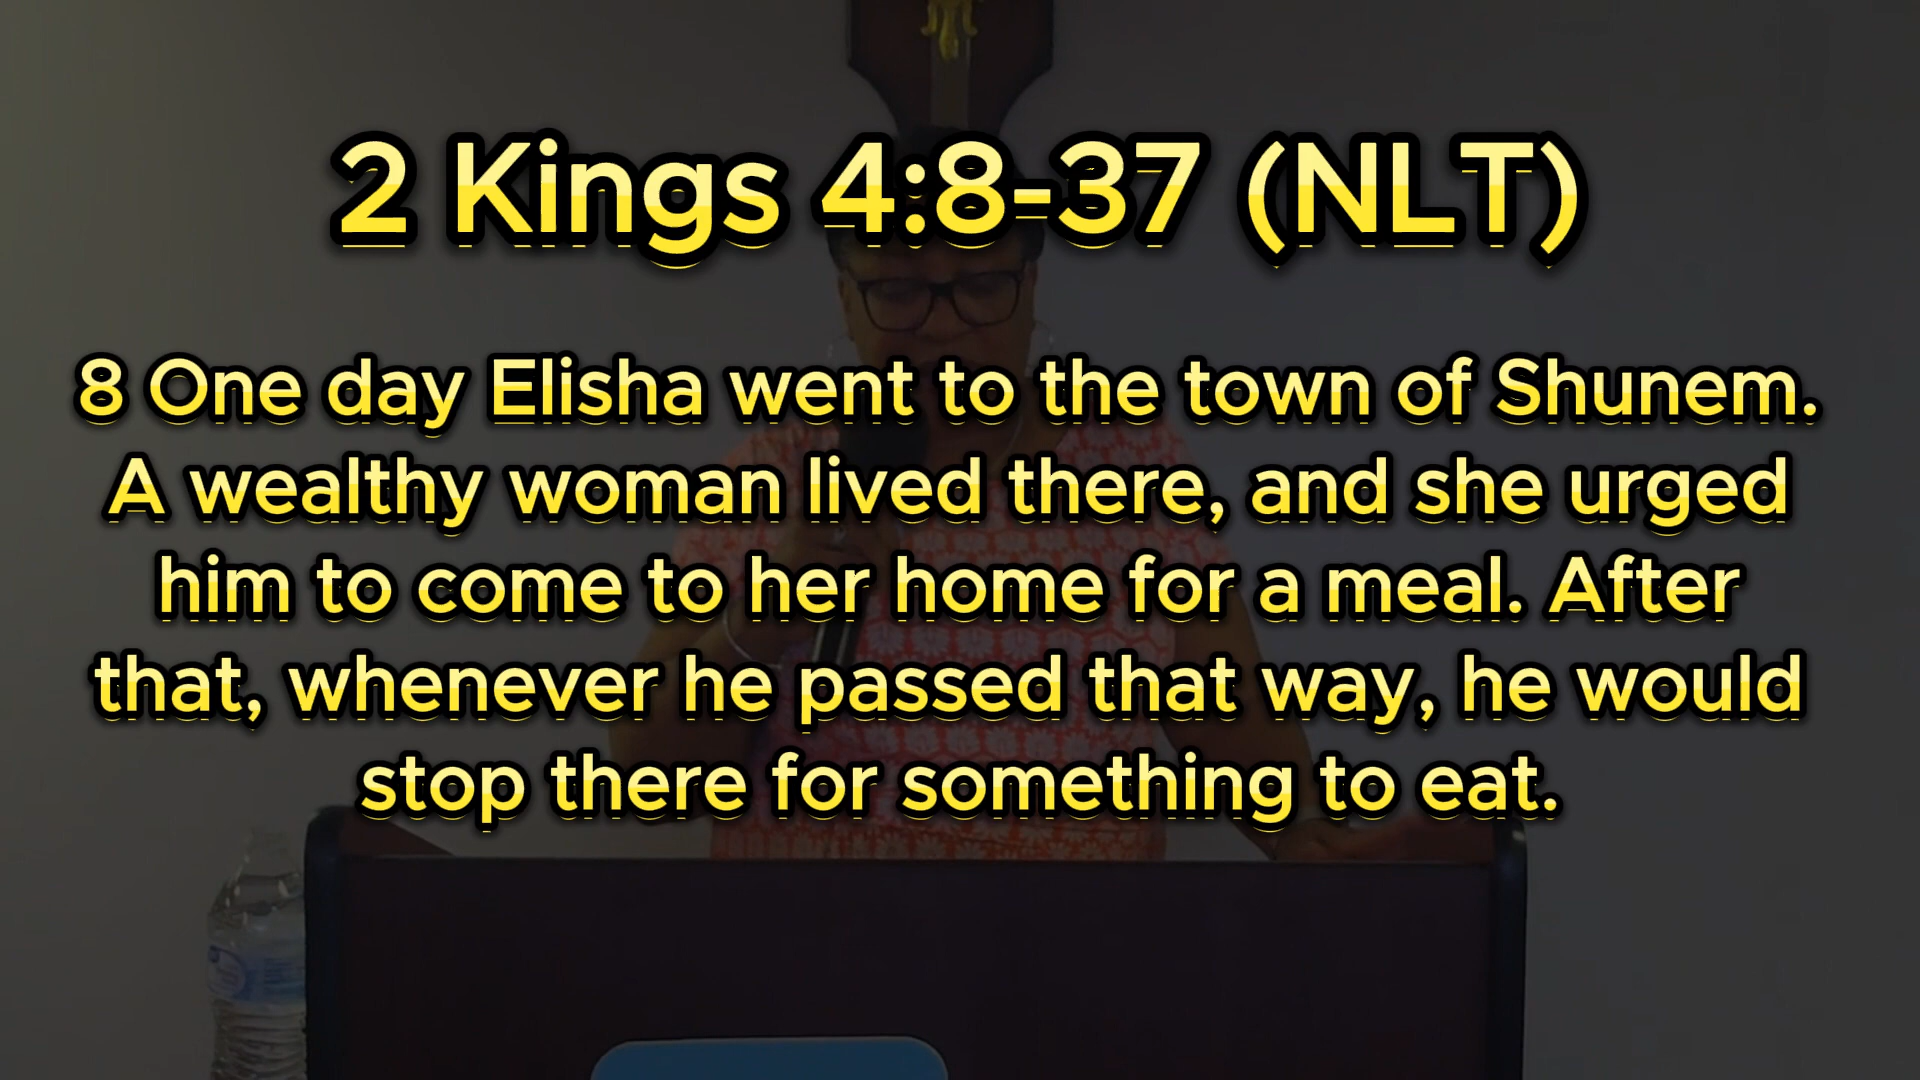 2 Kings 4:8-37 (NLT)
8 One day Elisha went to the town of Shunem.
A wealthy woman lived there, and she urged
him to come to her home for a meal. After
that, whenever he passed that way, he would
stop there for something to eat.